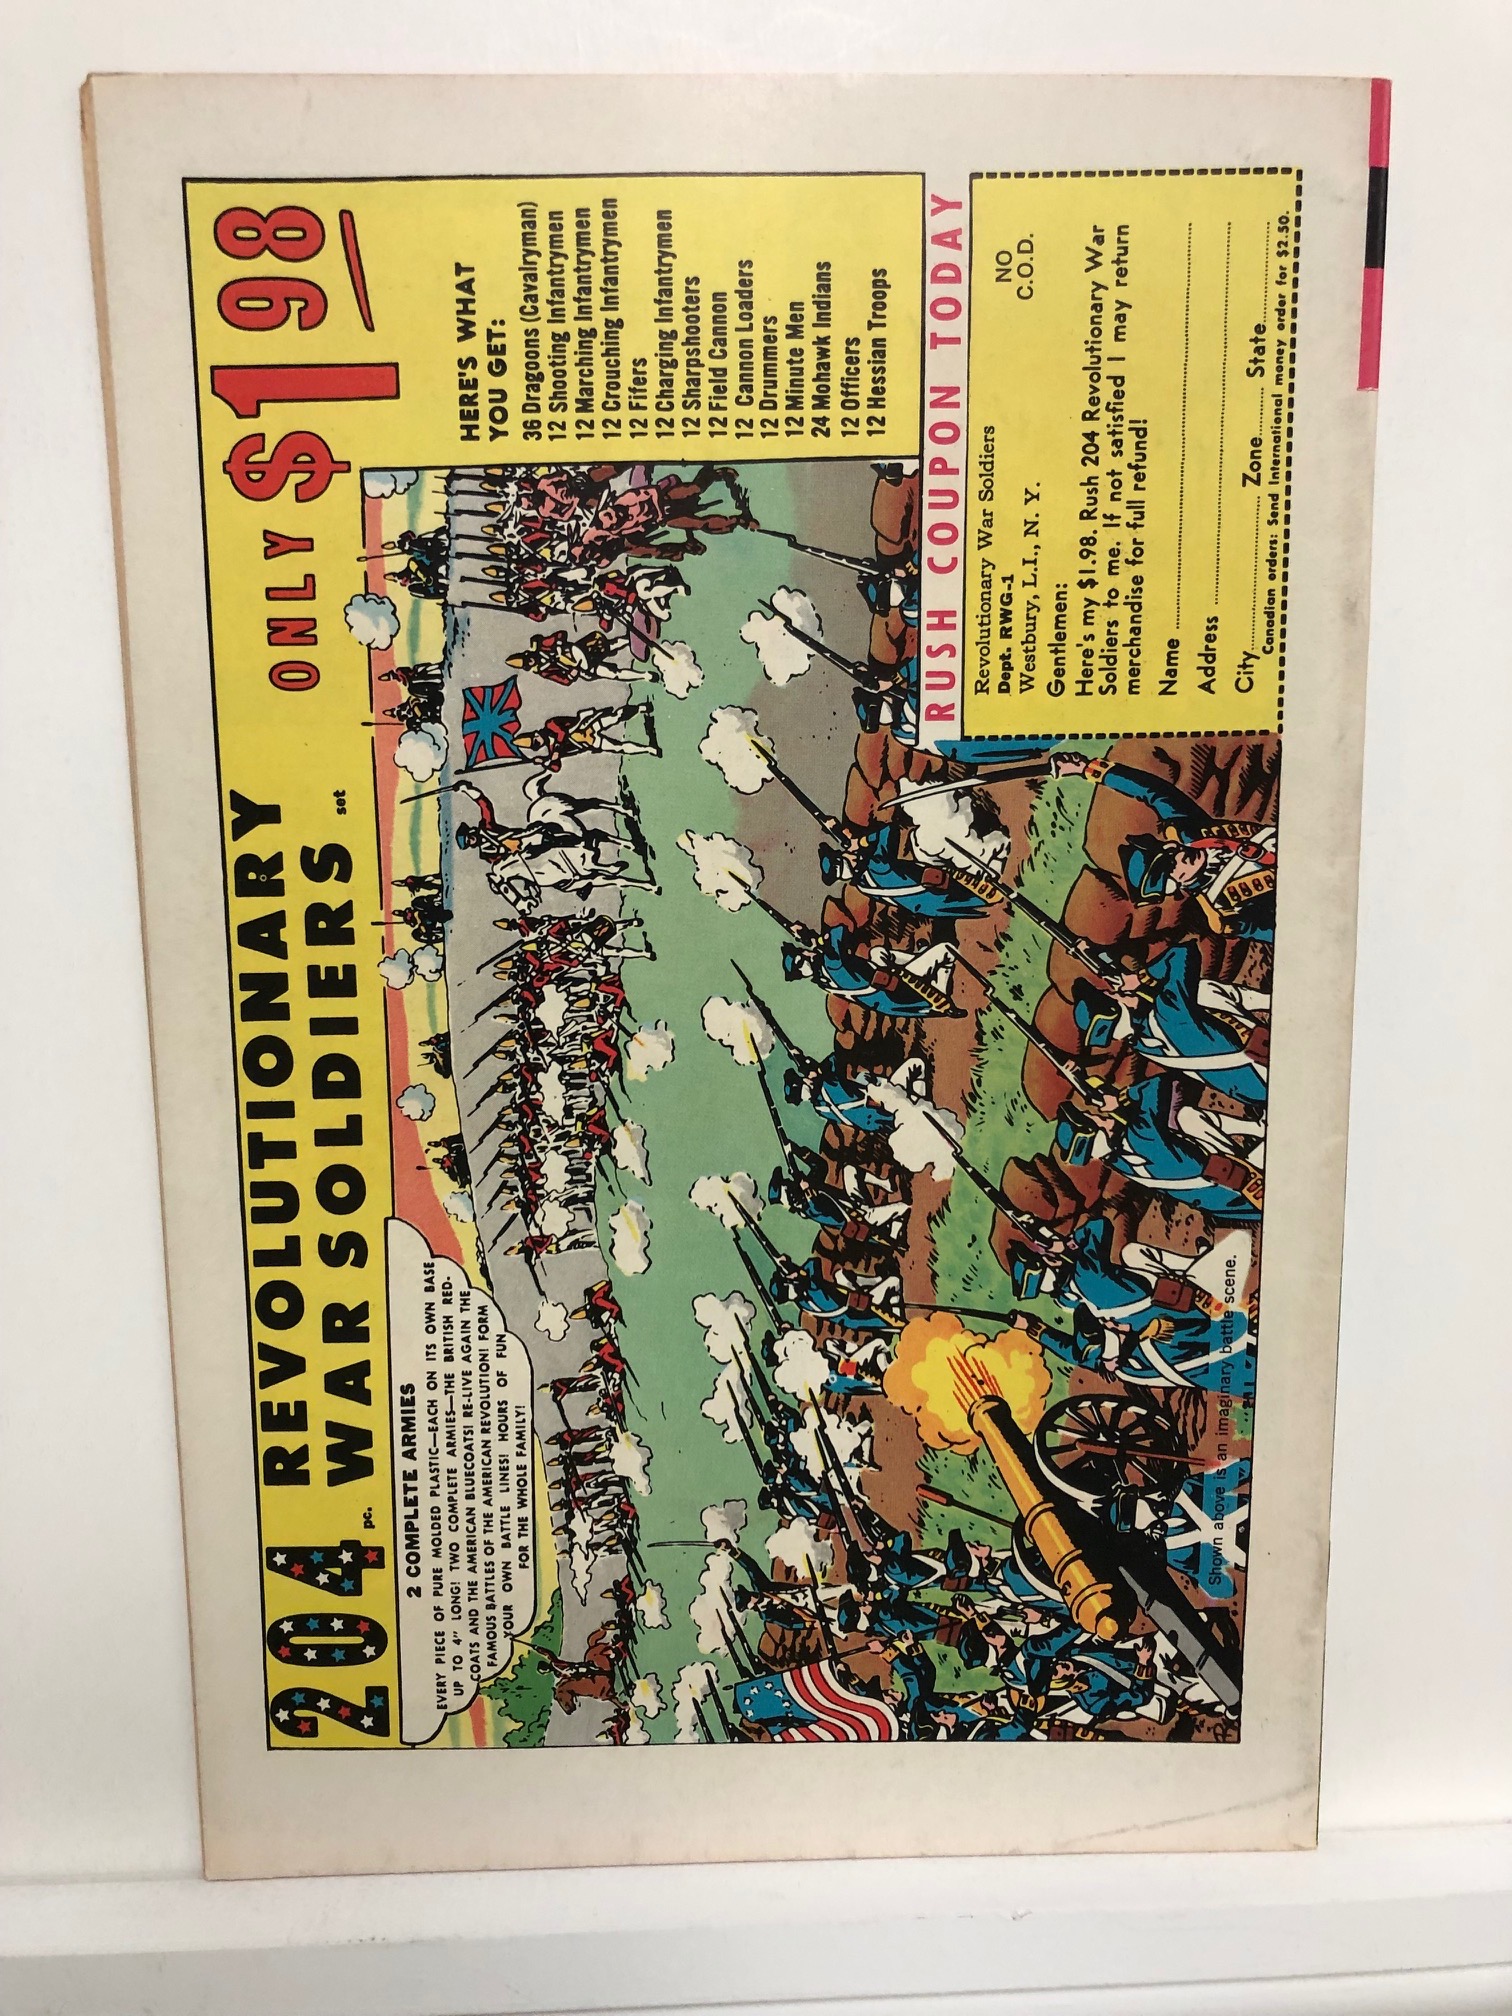 204 pc. REVOLUTIONARY
WAR SOLDIERS set
ONLY $1 98
2 COMPLETE ARMIES
EVERY PIECE OF PURE MOLDED PLASTIC—EACH ON ITS OWN BASE
UP TO 4" LONG! TWO COMPLETE ARMIES—THE BRITISH RED-
COATS AND THE AMERICAN BLUECOATS! RE-LIVE AGAIN THE
FAMOUS BATTLES OF THE AMERICAN REVOLUTION! FORM
YOUR OWN BATTLE LINES! HOURS OF FUN
FOR THE WHOLE FAMILY!
HERE'S WHAT
YOU GET:
36 Dragoons (Cavalryman)
12 Shooting Infantrymen
12 Marching Infantrymen
12 Crouching Infantrymen
12 Fifers
12 Charging Infantrymen
12 Sharpshooters
12 Field Cannon
12 Cannon Loaders
12 Drummers
12 Minute Men
24 Mohawk Indians
12 Officers
12 Hessian Troops
RUSH COUPON TODAY
Revolutionary War Soldiers
Dept. RWG-1
Westbury, L.I., N. Y.
NO
C.O.D.
Gentlemen:
Here's my $1.98. Rush 204 Revolutionary War
Soldiers to me. If not satisfied I may return
merchandise for full refund!
Name
Address
City Zone State
Canadian orders: Send International money order for $2.50.
Shown above is an imaginary battle scene.